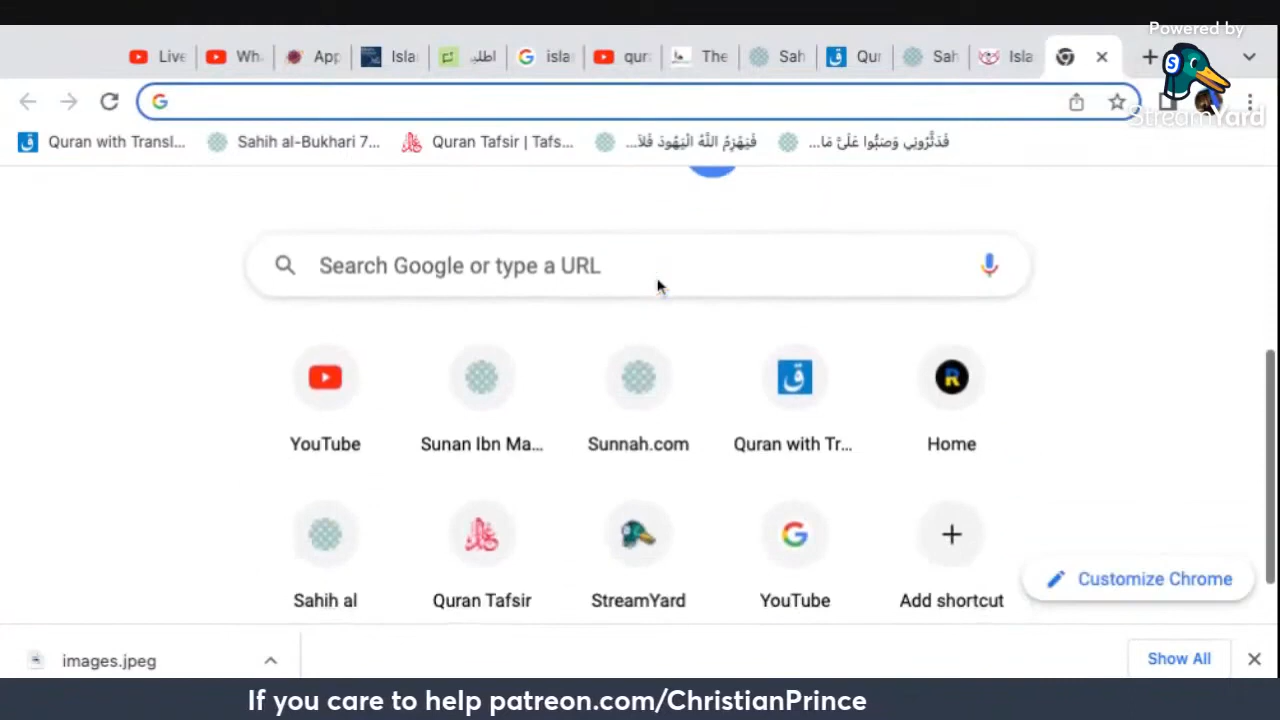 Powered by
StreamYard
Live
Wh
App
Isla
اطلب
isla
qur
The
Sah
Qur
Sah
Isla
Quran with Transl...
Sahih al-Bukhari 7...
Quran Tafsir | Tafs...
فَيَهْزِمُ اللَّهُ الْيَهُودَ فَلاَ...
فَدَثِّرُونِي وَصَبُّوا عَلَىَّ مَا...
Search Google or type a URL
YouTube
Sunan Ibn Ma...
Sunnah.com
Quran with Tr...
Home
Sahih al
Quran Tafsir
StreamYard
YouTube
Add shortcut
Customize Chrome
images.jpeg
Show All
If you care to help patreon.com/ChristianPrince